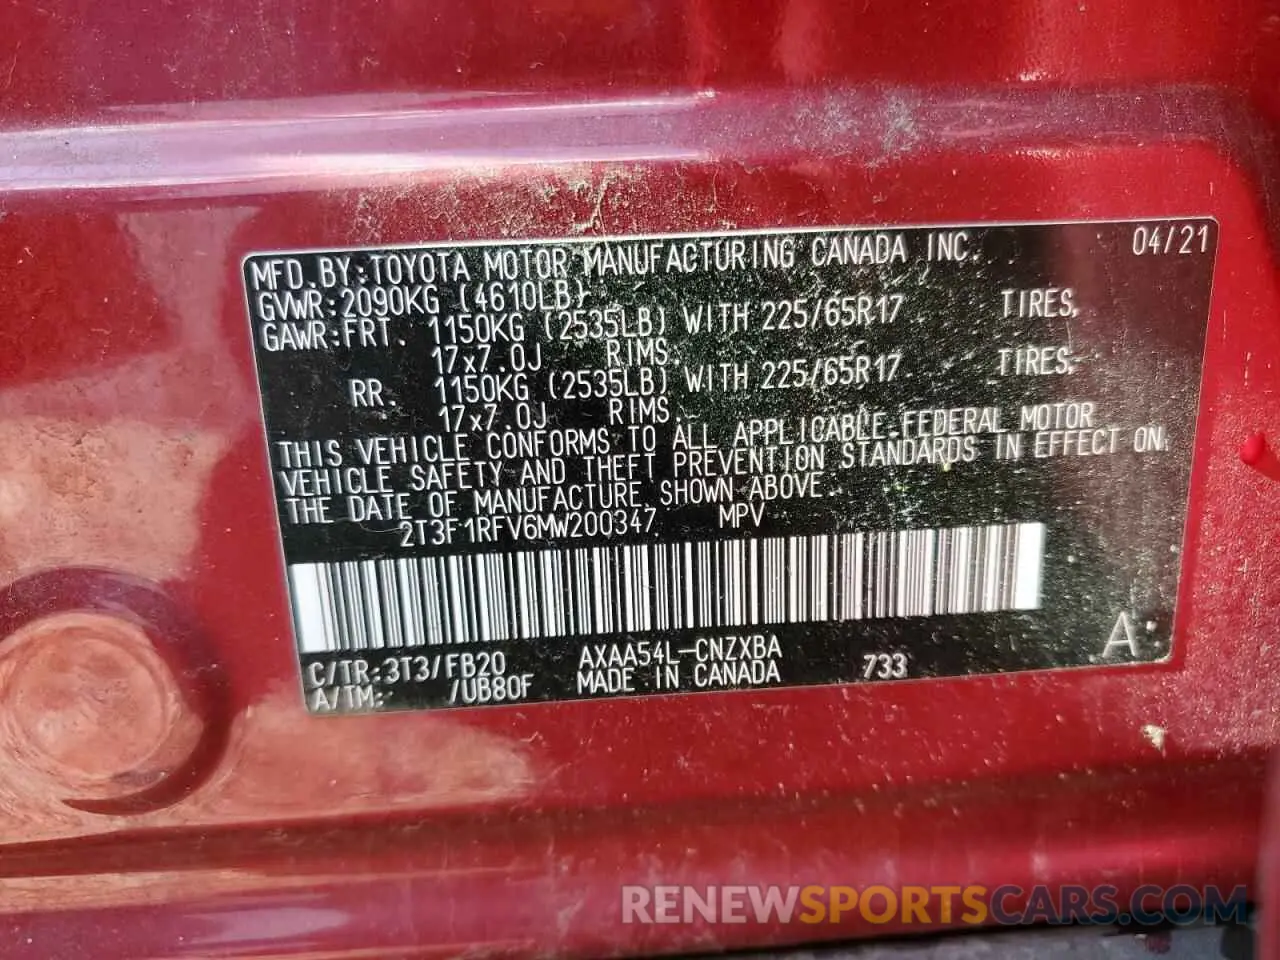 MFD.BY:TOYOTA MOTOR MANUFACTURING CANADA INC. 04/21
GVWR:2090KG (4610LB)
GAWR:FRT. 1150KG (2535LB) WITH 225/65R17 TIRES,
17x7.0J RIMS.
RR. 1150KG (2535LB) WITH 225/65R17 TIRES,
17x7.0J RIMS.
THIS VEHICLE CONFORMS TO ALL APPLICABLE FEDERAL MOTOR
VEHICLE SAFETY AND THEFT PREVENTION STANDARDS IN EFFECT ON
THE DATE OF MANUFACTURE SHOWN ABOVE.
2T3F1RFV6MW200347 MPV
C/TR:3T3/FB20 AXAA54L-CNZXBA 733 A
A/TM: /UB80F MADE IN CANADA
RENEWSPORTSCARS.COM